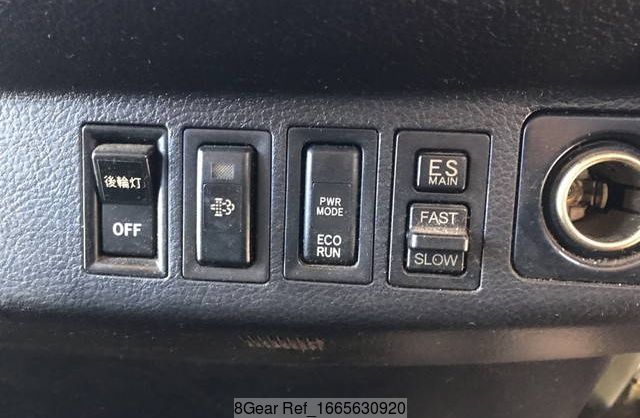 後輪灯
OFF
PWR
MODE
ECO
RUN
ES
MAIN
FAST
SLOW
8Gear Ref_1665630920